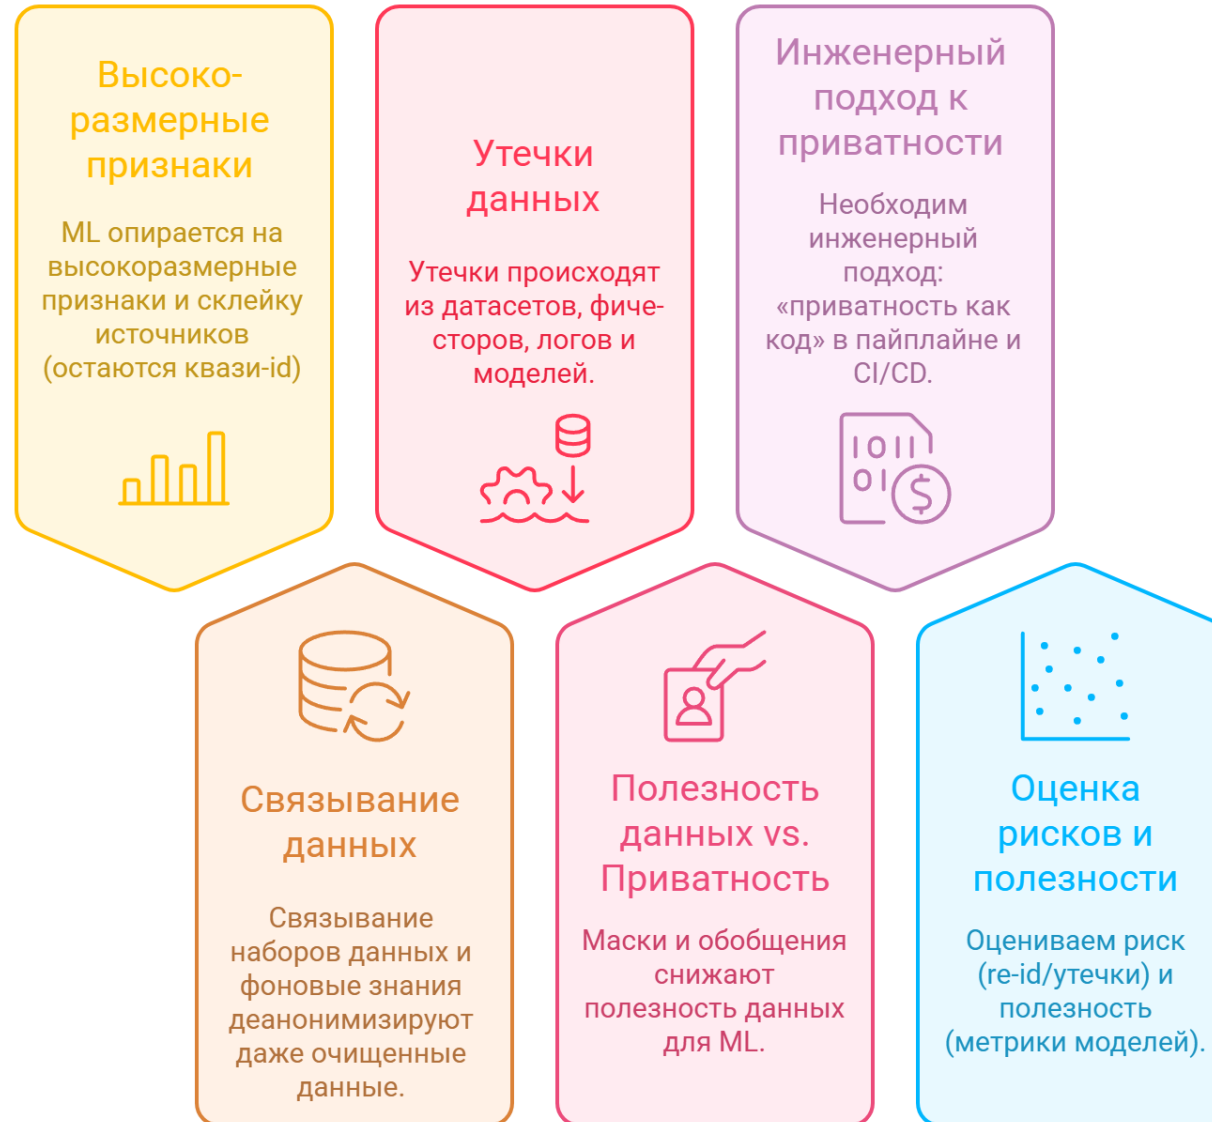 Высоко-
размерные
признаки
ML опирается на
высокоразмерные
признаки и склейку
источников
(остаются квази-id)
Утечки
данных
Утечки происходят
из датасетов, фиче-
сторов, логов и
моделей.
Инженерный
подход к
приватности
Необходим
инженерный
подход:
«приватность как
код» в пайплайне и
CI/CD.
1011
01
$
Связывание
данных
Связывание
наборов данных и
фоновые знания
деанонимизируют
даже очищенные
данные.
Полезность
данных vs.
Приватность
Маски и обобщения
снижают
полезность данных
для ML.
Оценка
рисков и
полезности
Оцениваем риск
(re-id/утечки) и
полезность
(метрики моделей).